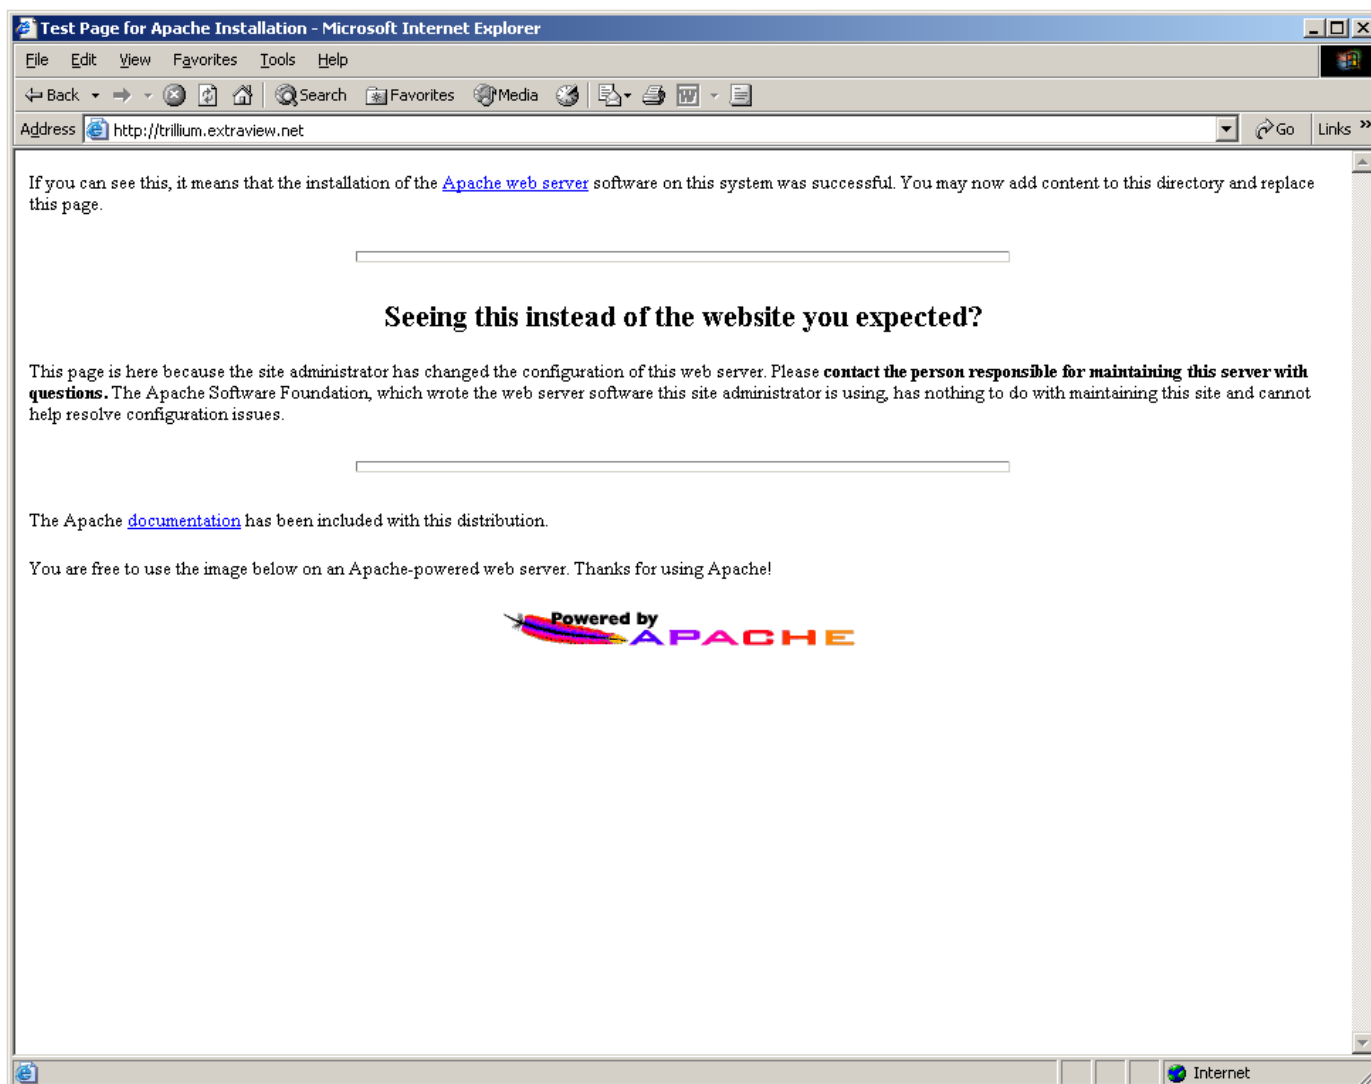 Test Page for Apache Installation - Microsoft Internet Explorer
File Edit View Favorites Tools Help
Back Search Favorites Media
Address http://trillium.extraview.net Go Links »
If you can see this, it means that the installation of the Apache web server software on this system was successful. You may now add content to this directory and replace
this page.
Seeing this instead of the website you expected?
This page is here because the site administrator has changed the configuration of this web server. Please contact the person responsible for maintaining this server with
questions. The Apache Software Foundation, which wrote the web server software this site administrator is using, has nothing to do with maintaining this site and cannot
help resolve configuration issues.
The Apache documentation has been included with this distribution.
You are free to use the image below on an Apache-powered web server. Thanks for using Apache!
Powered by
APACHE
Internet